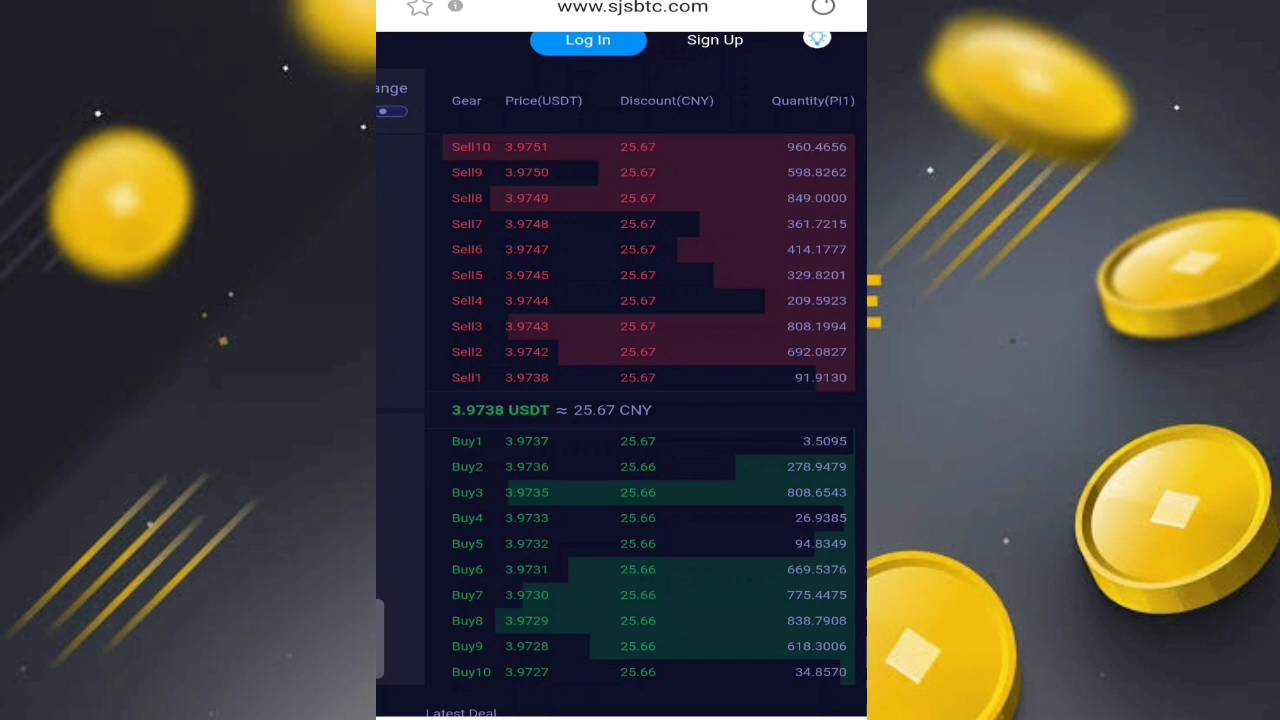 www.sjsbtc.com
Log In Sign Up
ange
Gear Price(USDT) Discount(CNY) Quantity(PI1)
Sell10 3.9751 25.67 960.4656
Sell9 3.9750 25.67 598.8262
Sell8 3.9749 25.67 849.0000
Sell7 3.9748 25.67 361.7215
Sell6 3.9747 25.67 414.1777
Sell5 3.9745 25.67 329.8201
Sell4 3.9744 25.67 209.5923
Sell3 3.9743 25.67 808.1994
Sell2 3.9742 25.67 692.0827
Sell1 3.9738 25.67 91.9130
3.9738 USDT ≈ 25.67 CNY
Buy1 3.9737 25.67 3.5095
Buy2 3.9736 25.66 278.9479
Buy3 3.9735 25.66 808.6543
Buy4 3.9733 25.66 26.9385
Buy5 3.9732 25.66 94.8349
Buy6 3.9731 25.66 669.5376
Buy7 3.9730 25.66 775.4475
Buy8 3.9729 25.66 838.7908
Buy9 3.9728 25.66 618.3006
Buy10 3.9727 25.66 34.8570
Latest Deal